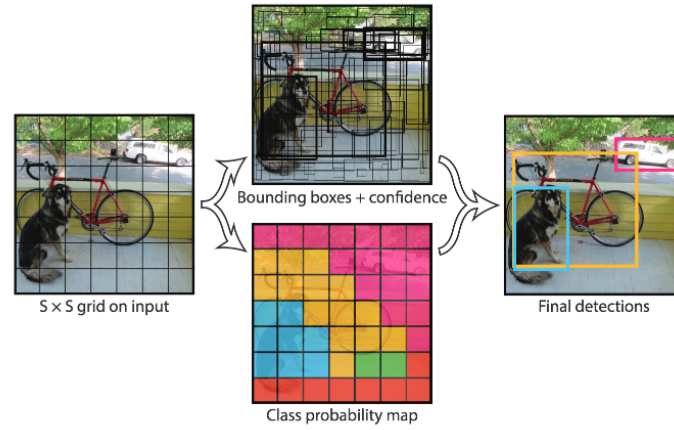 Bounding boxes + confidence
S × S grid on input
Final detections
Class probability map